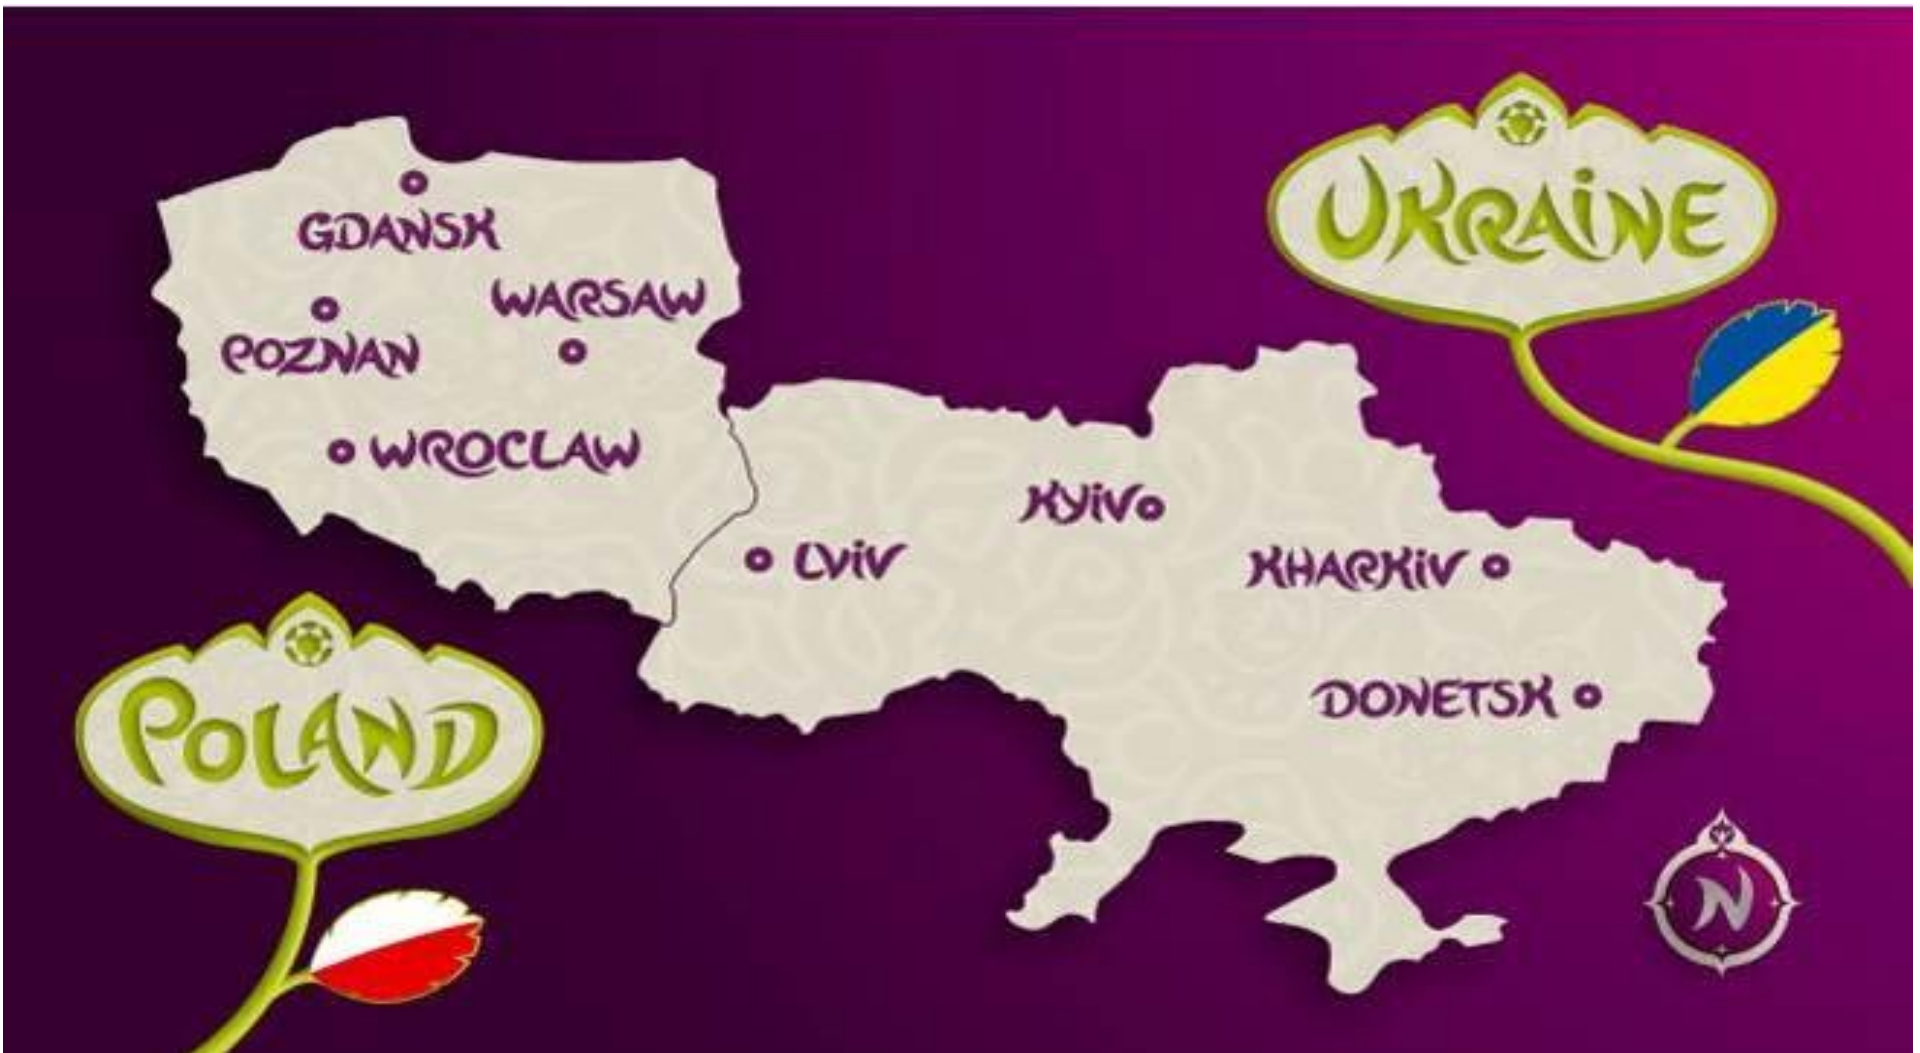 UKRAiNE
GDANSK
WARSAW
POZNAN
WROCLAW
KYiV
LViV
KHARKiV
DONETSK
POLAND
N